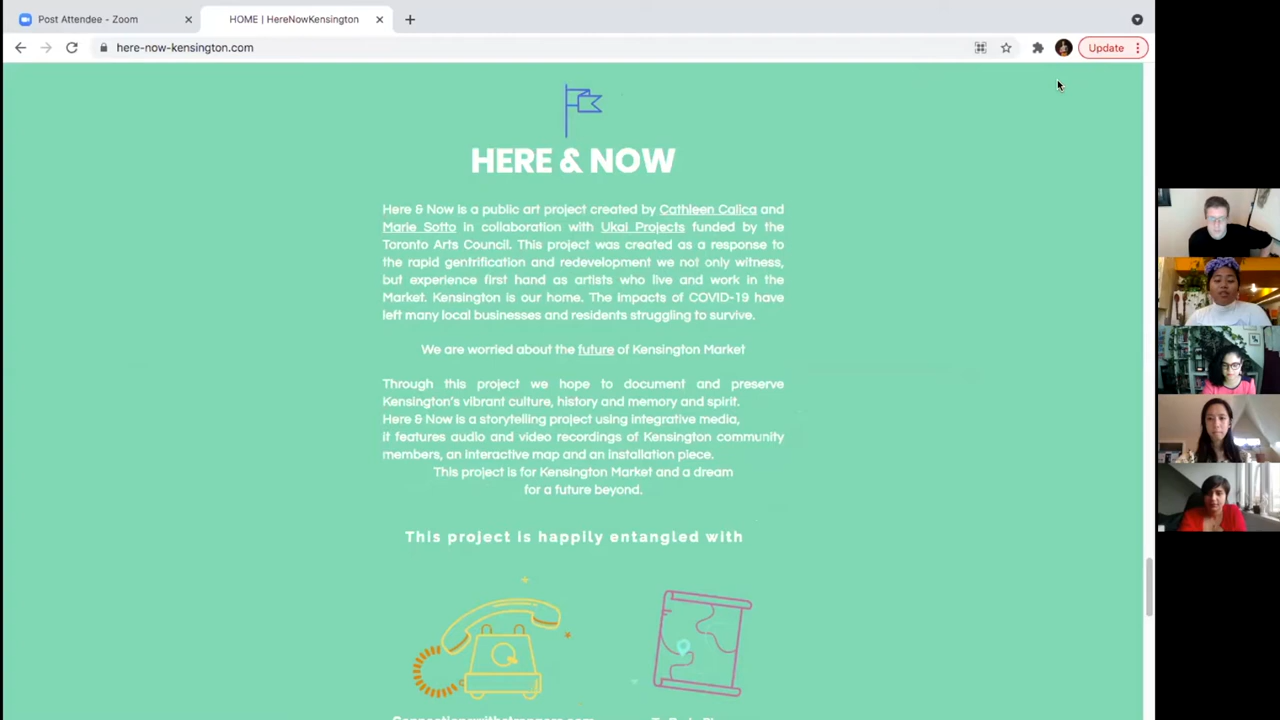 Post Attendee - Zoom
HOME | HereNowKensington
here-now-kensington.com
Update
HERE & NOW
Here & Now is a public art project created by Cathleen Calica and
Marie Sotto in collaboration with Ukai Projects funded by the
Toronto Arts Council. This project was created as a response to
the rapid gentrification and redevelopment we not only witness,
but experience first hand as artists who live and work in the
Market. Kensington is our home. The impacts of COVID-19 have
left many local businesses and residents struggling to survive.
We are worried about the future of Kensington Market
Through this project we hope to document and preserve
Kensington's vibrant culture, history and memory and spirit.
Here & Now is a storytelling project using integrative media,
it features audio and video recordings of Kensington community
members, an interactive map and an installation piece.
This project is for Kensington Market and a dream
for a future beyond.
This project is happily entangled with